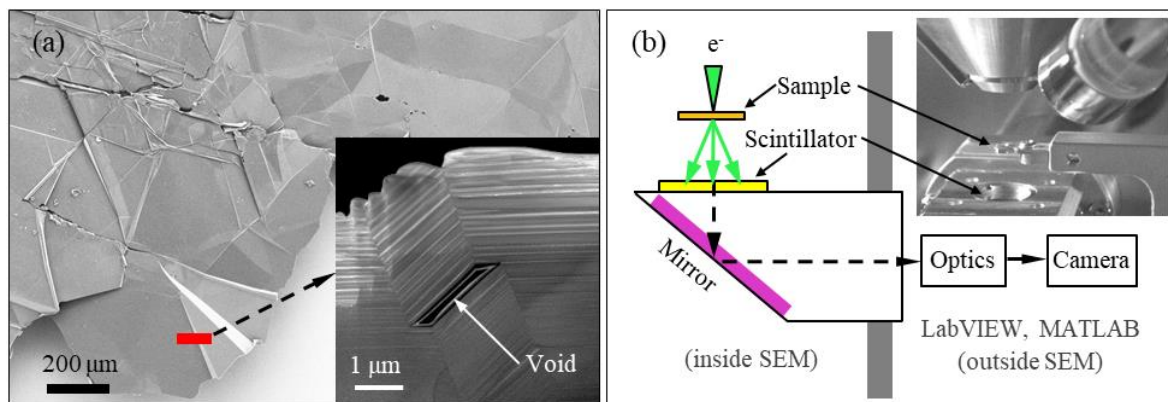 (a)
200 μm
1 μm
Void
(b)
e-
Sample
Scintillator
Mirror
Optics
Camera
LabVIEW, MATLAB
(inside SEM)
(outside SEM)